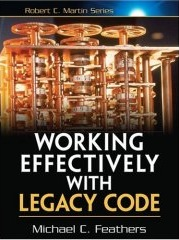 Robert C. Martin Series
WORKING
EFFECTIVELY
WITH
LEGACY CODE
Michael C. Feathers